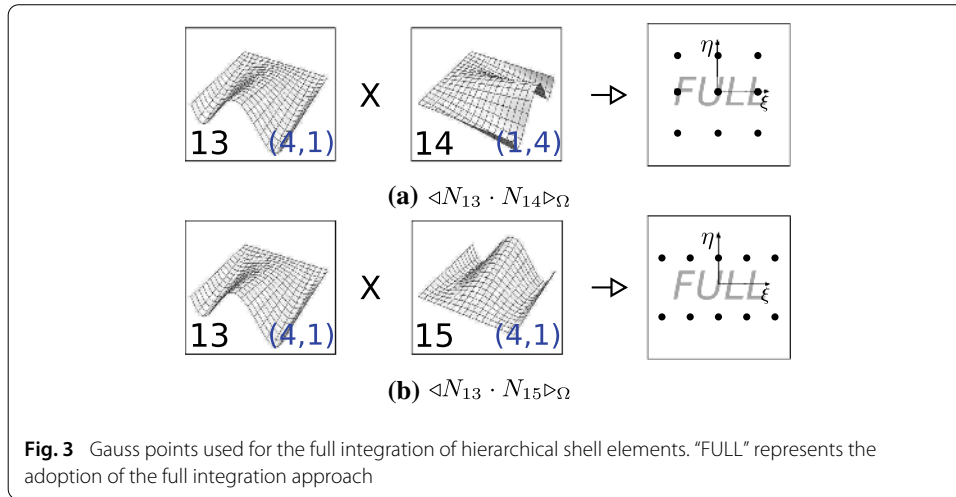 13 (4,1) X 14 (1,4) → η FULL ξ
(a) ◁N₁₃ · N₁₄▷Ω
13 (4,1) X 15 (4,1) → η FULL ξ
(b) ◁N₁₃ · N₁₅▷Ω
Fig. 3 Gauss points used for the full integration of hierarchical shell elements. “FULL” represents the
adoption of the full integration approach